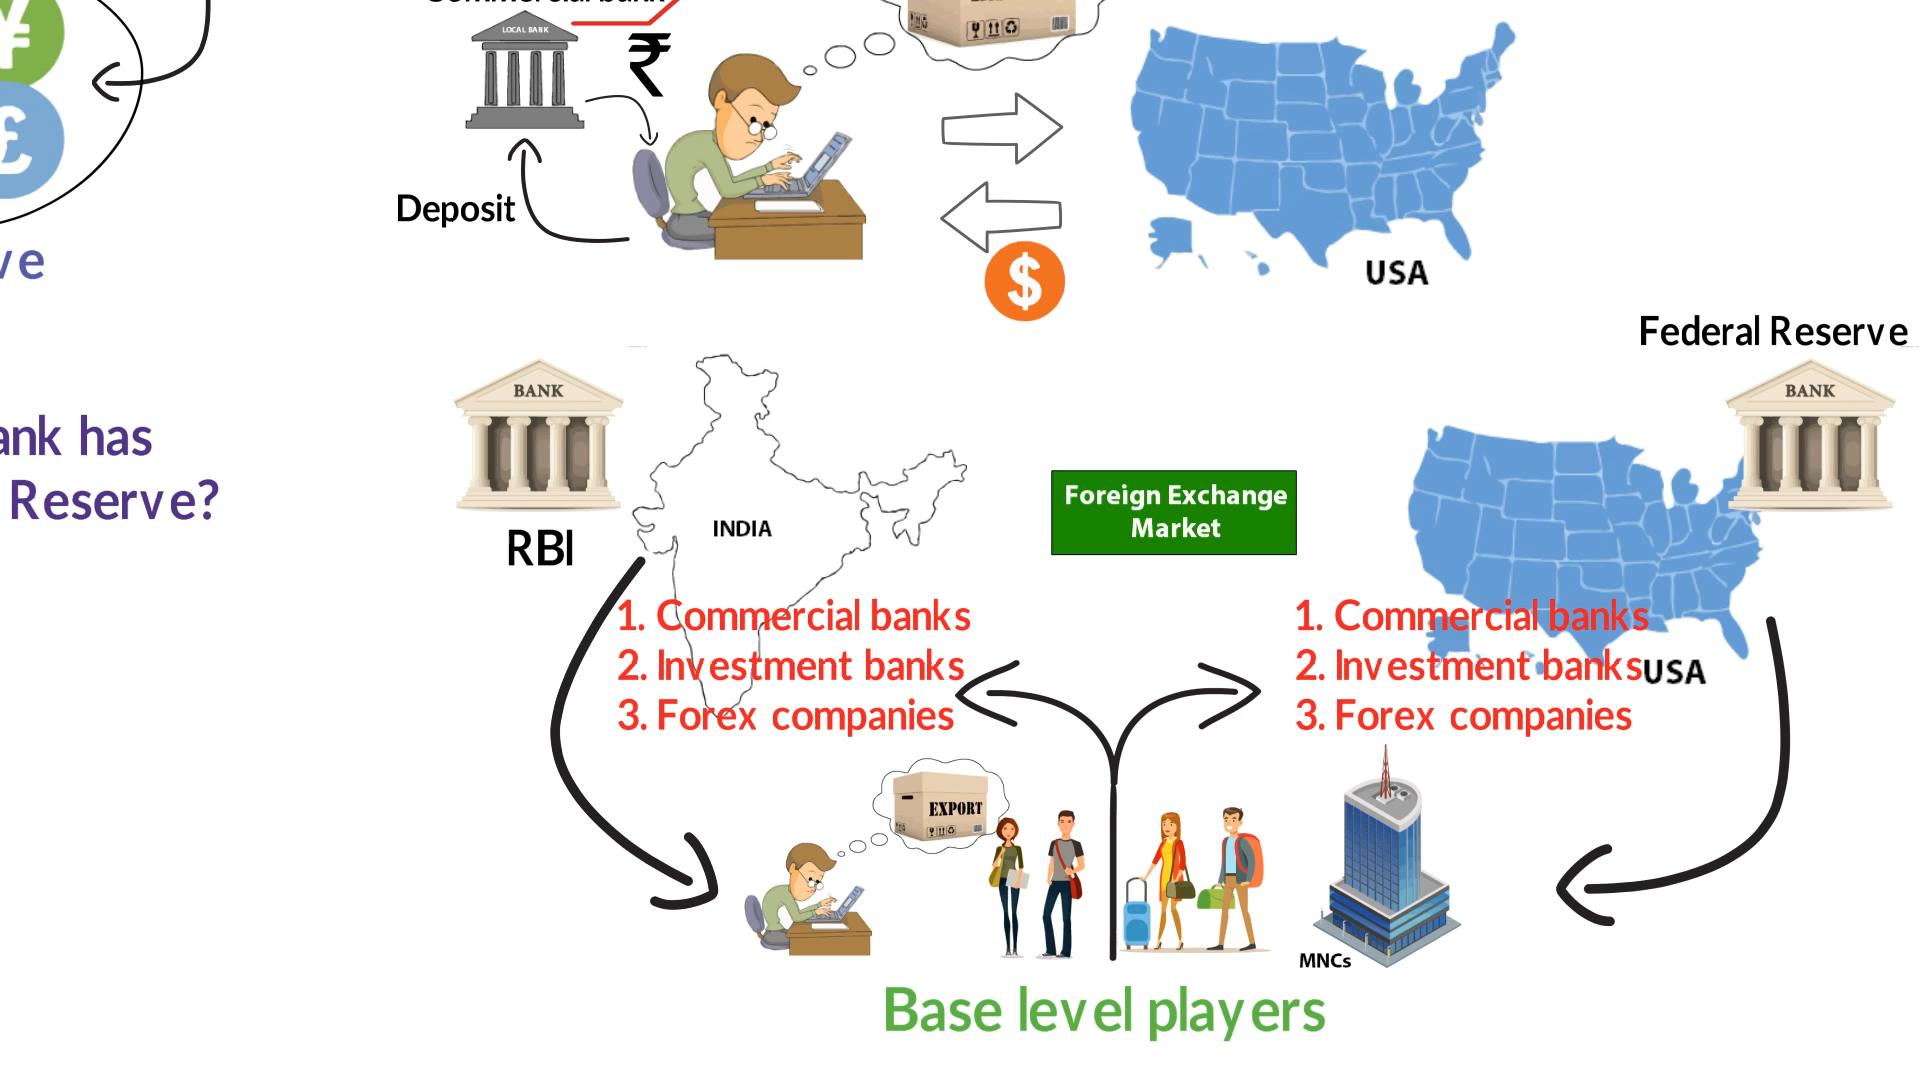 Commercial bank
LOCAL BANK
¥
₹
£
Deposit
$
USA
ve
Federal Reserve
BANK
BANK
ank has
Reserve?
RBI
INDIA
Foreign Exchange
Market
1. Commercial banks
2. Investment banks
3. Forex companies
1. Commercial banks
2. Investment banks
3. Forex companies
USA
EXPORT
MNCs
Base level players